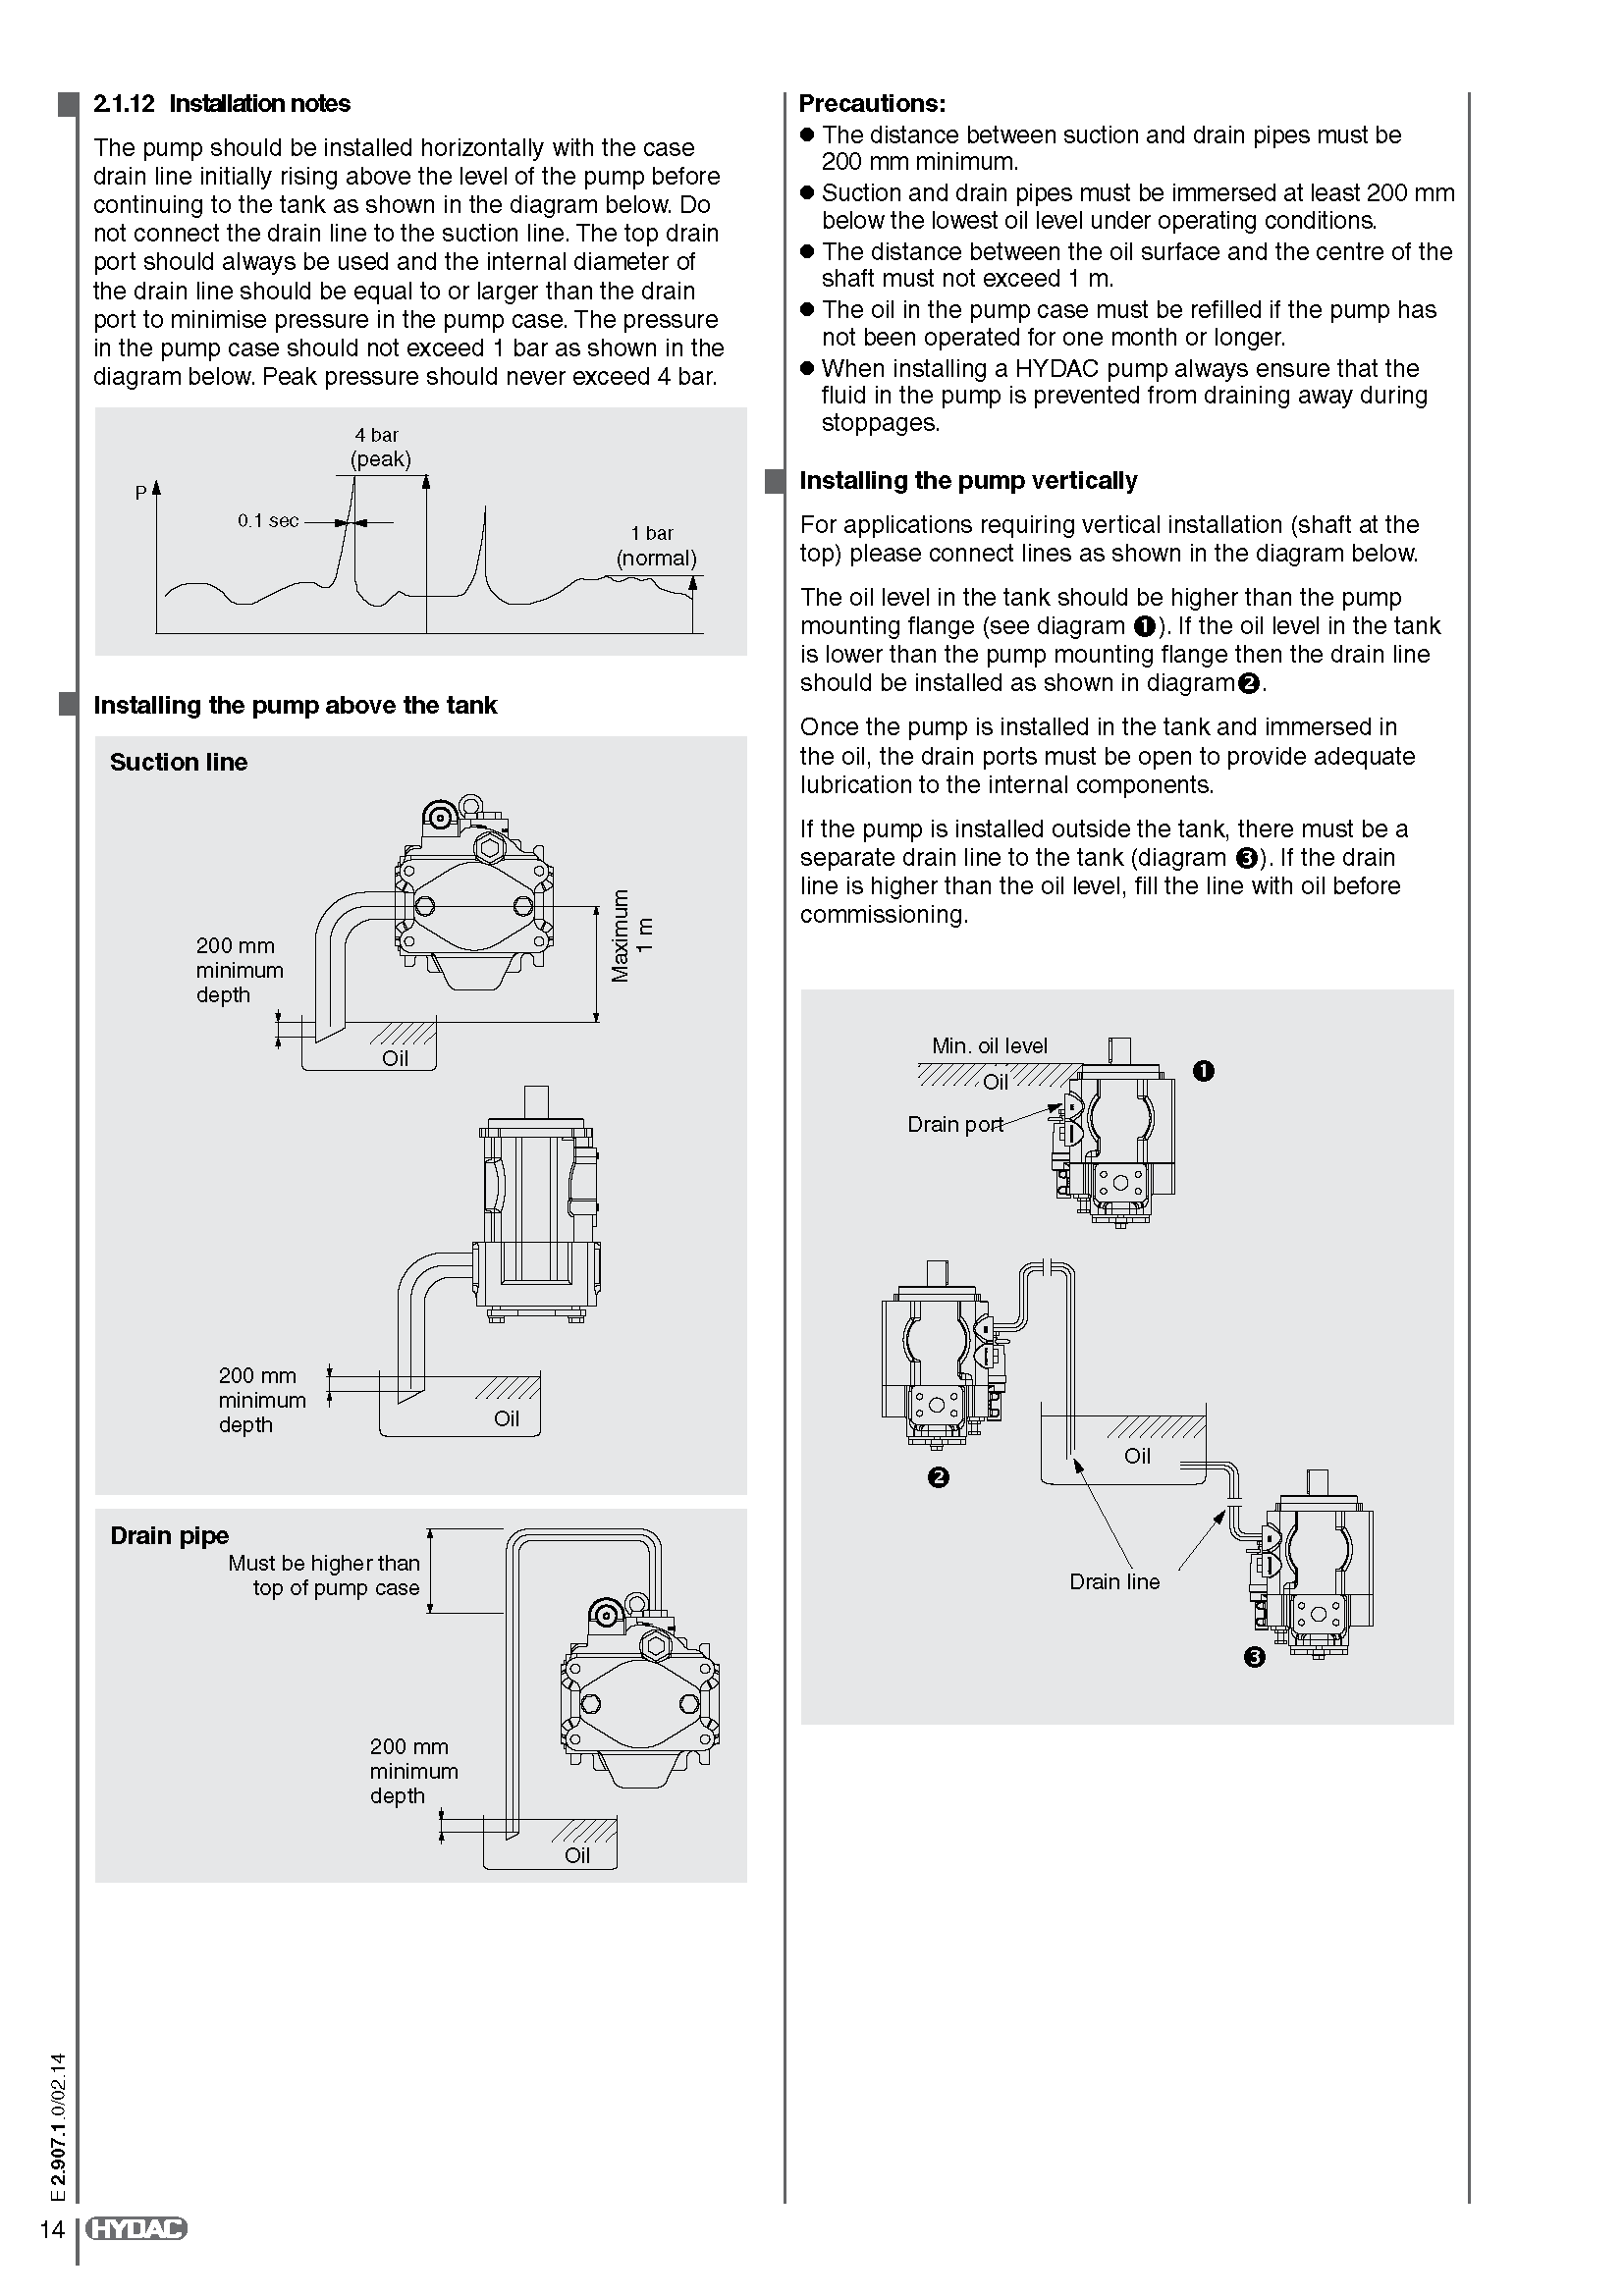 2.1.12 Installation notes
The pump should be installed horizontally with the case
drain line initially rising above the level of the pump before
continuing to the tank as shown in the diagram below. Do
not connect the drain line to the suction line. The top drain
port should always be used and the internal diameter of
the drain line should be equal to or larger than the drain
port to minimise pressure in the pump case. The pressure
in the pump case should not exceed 1 bar as shown in the
diagram below. Peak pressure should never exceed 4 bar.
4 bar
(peak)
P
0.1 sec
1 bar
(normal)
Installing the pump above the tank
Suction line
200 mm
minimum
depth
Maximum
1 m
Oil
200 mm
minimum
depth
Oil
Drain pipe
Must be higher than
top of pump case
200 mm
minimum
depth
Oil
Precautions:
● The distance between suction and drain pipes must be
200 mm minimum.
● Suction and drain pipes must be immersed at least 200 mm
below the lowest oil level under operating conditions.
● The distance between the oil surface and the centre of the
shaft must not exceed 1 m.
● The oil in the pump case must be refilled if the pump has
not been operated for one month or longer.
● When installing a HYDAC pump always ensure that the
fluid in the pump is prevented from draining away during
stoppages.
Installing the pump vertically
For applications requiring vertical installation (shaft at the
top) please connect lines as shown in the diagram below.
The oil level in the tank should be higher than the pump
mounting flange (see diagram ❶). If the oil level in the tank
is lower than the pump mounting flange then the drain line
should be installed as shown in diagram❷.
Once the pump is installed in the tank and immersed in
the oil, the drain ports must be open to provide adequate
lubrication to the internal components.
If the pump is installed outside the tank, there must be a
separate drain line to the tank (diagram ❸). If the drain
line is higher than the oil level, fill the line with oil before
commissioning.
Min. oil level
❶
Oil
Drain port
Oil
❷
Drain line
❸
E 2.907.1.0/02.14
14 HYDAC